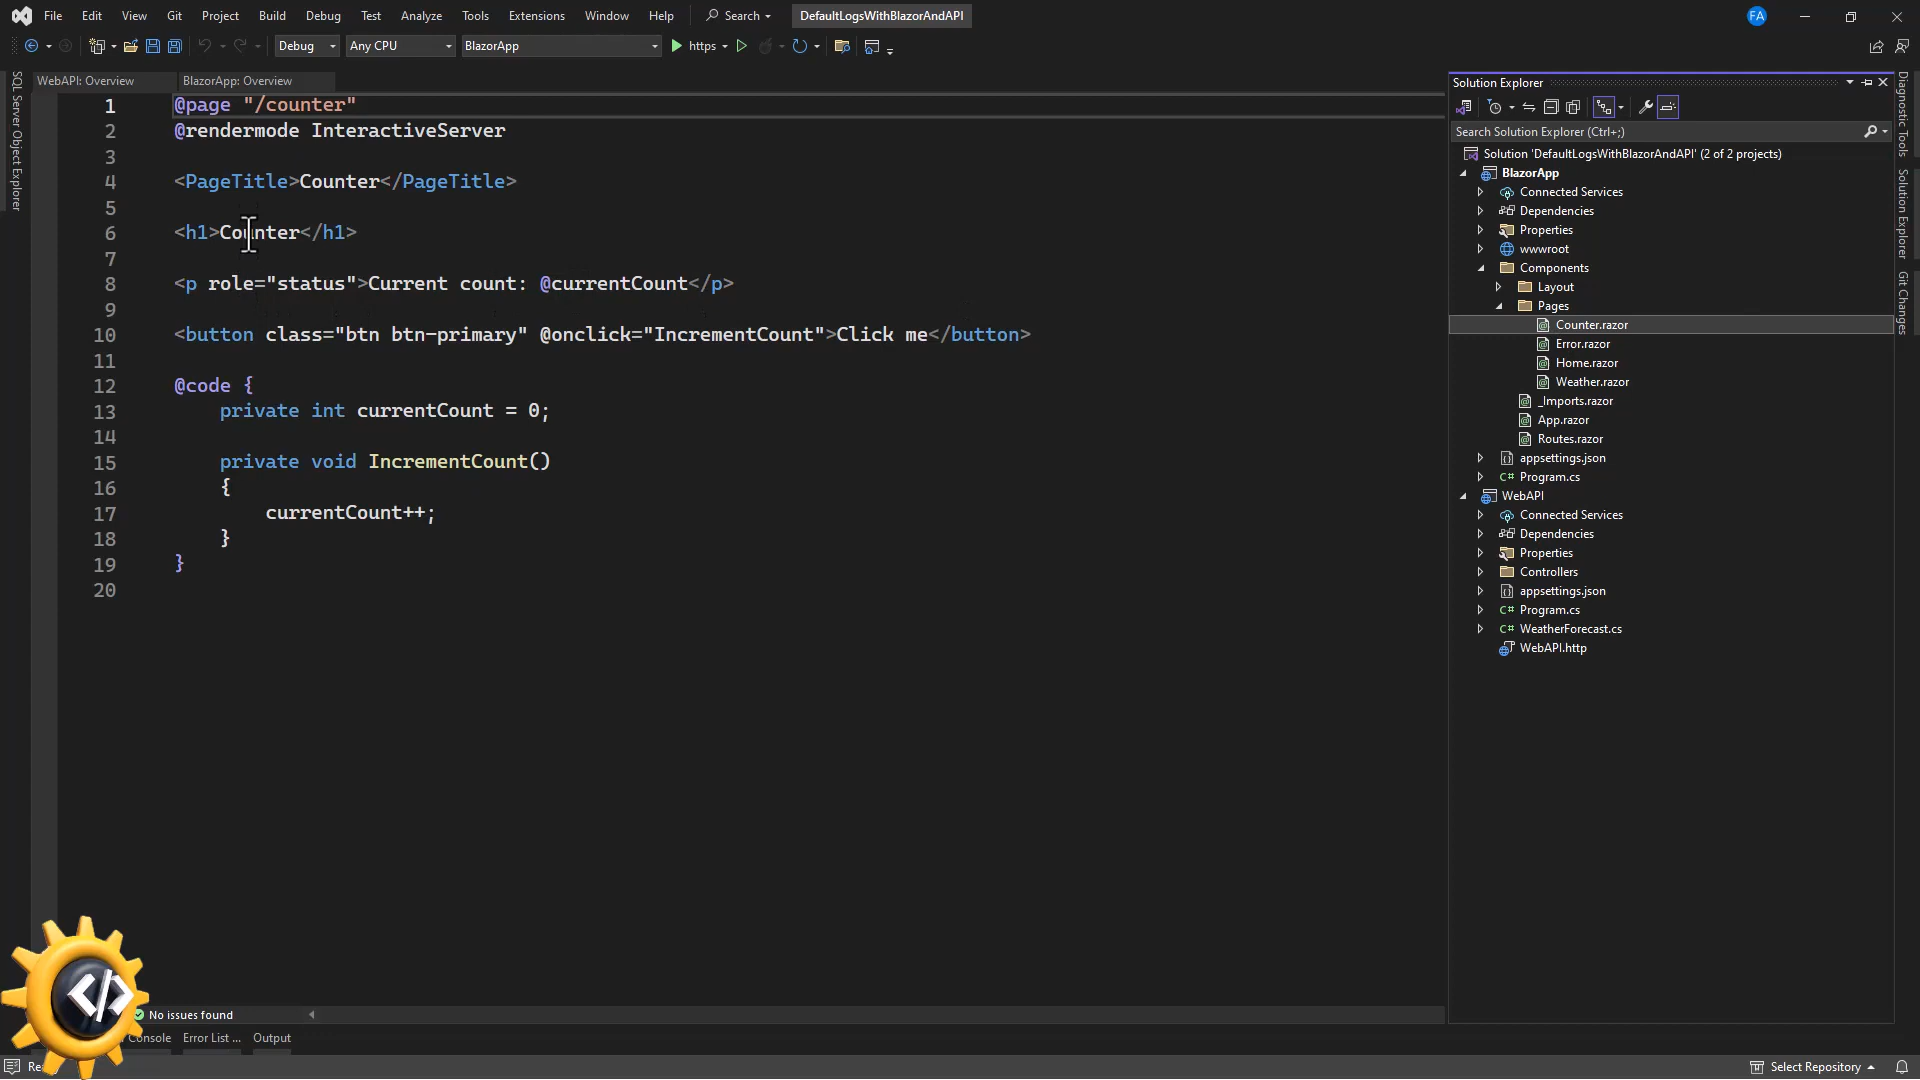 File Edit View Git Project Build Debug Test Analyze Tools Extensions Window Help Search DefaultLogsWithBlazorAndAPI FA
Debug Any CPU BlazorApp https
SQL Server Object Explorer
WebAPI: Overview BlazorApp: Overview
1 @page "/counter"
2 @rendermode InteractiveServer
3
4 <PageTitle>Counter</PageTitle>
5
6 <h1>Counter</h1>
7
8 <p role="status">Current count: @currentCount</p>
9
10 <button class="btn btn-primary" @onclick="IncrementCount">Click me</button>
11
12 @code {
13 private int currentCount = 0;
14
15 private void IncrementCount()
16 {
17 currentCount++;
18 }
19 }
20
Solution Explorer
Search Solution Explorer (Ctrl+;)
Solution 'DefaultLogsWithBlazorAndAPI' (2 of 2 projects)
BlazorApp
Connected Services
Dependencies
Properties
wwwroot
Components
Layout
Pages
Counter.razor
Error.razor
Home.razor
Weather.razor
_Imports.razor
App.razor
Routes.razor
appsettings.json
C# Program.cs
WebAPI
Connected Services
Dependencies
Properties
Controllers
appsettings.json
C# Program.cs
C# WeatherForecast.cs
WebAPI.http
Diagnostic Tools
Solution Explorer
Git Changes
</>
No issues found
Console Error List ... Output
Select Repository